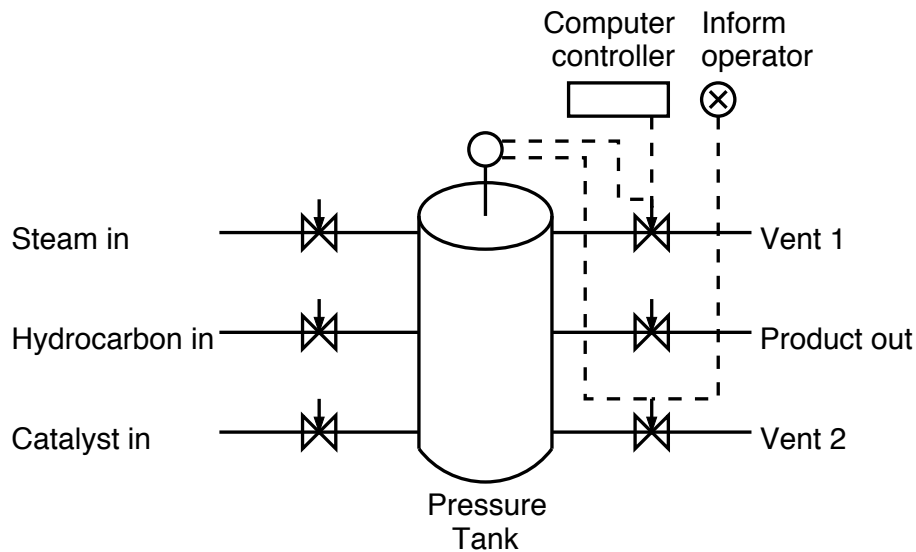 Computer
controller
Inform
operator
Steam in
Vent 1
Hydrocarbon in
Product out
Catalyst in
Vent 2
Pressure
Tank